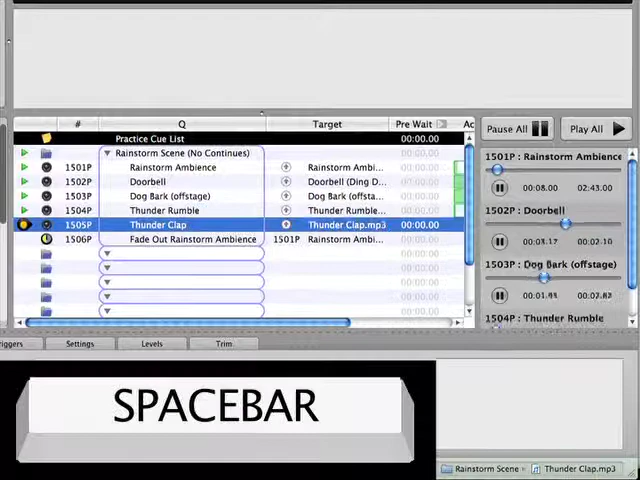 # Q Target Pre Wait Ac
Pause All Play All
Practice Cue List 00:00.00
Rainstorm Scene (No Continues) 00:00.00
1501P Rainstorm Ambience Rainstorm Ambi... 00:00.00
1502P Doorbell Doorbell (Ding D... 00:00.00
1503P Dog Bark (offstage) Dog Bark (offsta... 00:00.00
1504P Thunder Rumble Thunder Rumble... 00:00.00
1505P Thunder Clap Thunder Clap.mp3 00:00.00
1506P Fade Out Rainstorm Ambience 1501P Rainstorm Ambi... 00:00.00
00:00.00
00:00.00
00:00.00
00:00.00
1501P : Rainstorm Ambience
00:08.00 02:43.00
1502P : Doorbell
00:03.17 00:02.10
1503P : Dog Bark (offstage)
1504P : Thunder Rumble
iggers Settings Levels Trim
SPACEBAR
Rainstorm Scene Thunder Clap.mp3